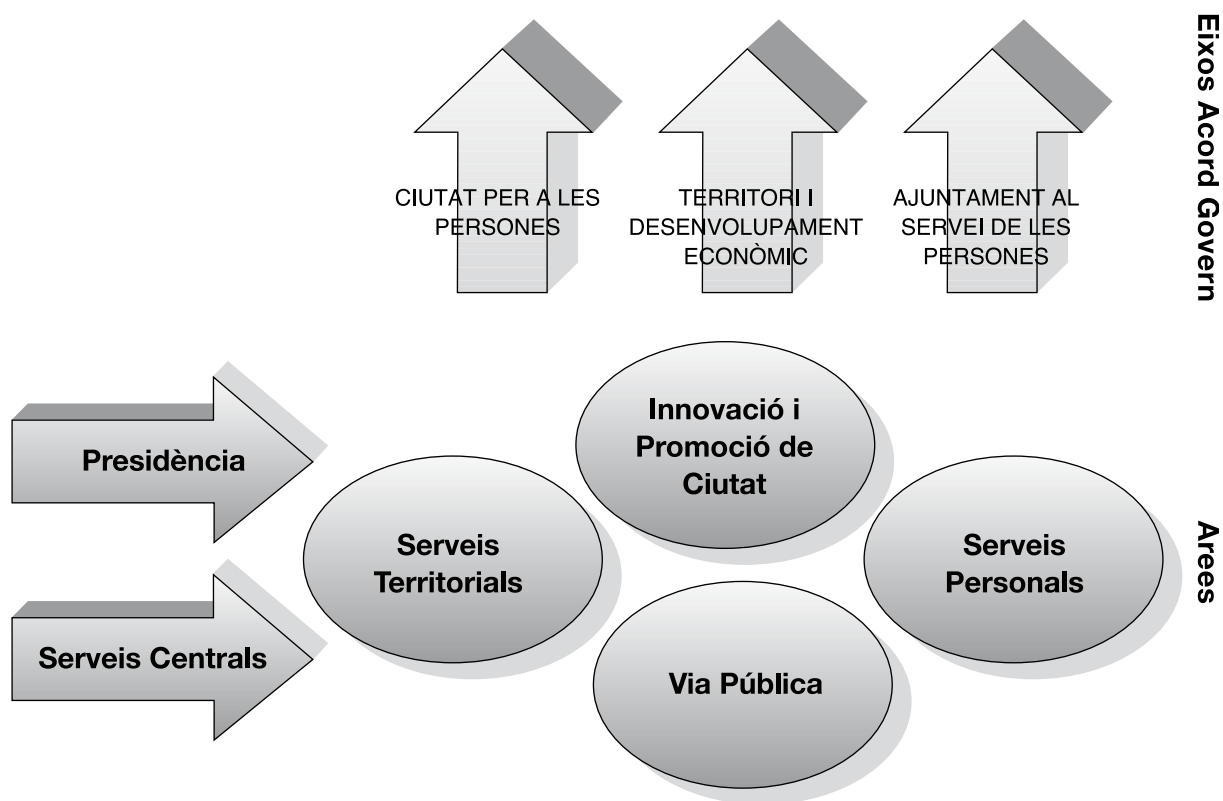 Eixos Acord Govern
CIUTAT PER A LES
PERSONES
TERRITORI I
DESENVOLUPAMENT
ECONÒMIC
AJUNTAMENT AL
SERVEI DE LES
PERSONES
Presidència
Serveis Centrals
Serveis
Territorials
Innovació i
Promoció de
Ciutat
Via Pública
Serveis
Personals
Arees